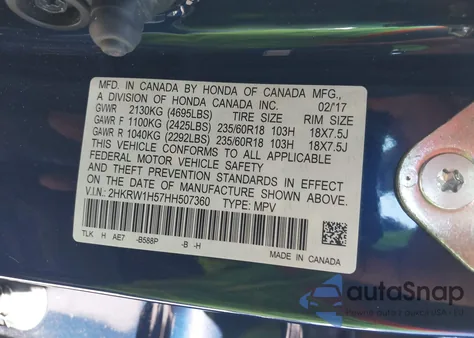 MFD. IN CANADA BY HONDA OF CANADA MFG.,
A DIVISION OF HONDA CANADA INC. 02/17
GVWR 2130KG (4695LBS) TIRE SIZE RIM SIZE
GAWR F 1100KG (2425LBS) 235/60R18 103H 18X7.5J
GAWR R 1040KG (2292LBS) 235/60R18 103H 18X7.5J
THIS VEHICLE CONFORMS TO ALL APPLICABLE
FEDERAL MOTOR VEHICLE SAFETY
AND THEFT PREVENTION STANDARDS IN EFFECT
ON THE DATE OF MANUFACTURE SHOWN ABOVE.
V.I.N.: 2HKRW1H57HH507360 TYPE: MPV
TLK H AE7 -B588P -B -H
MADE IN CANADA
autoSnap